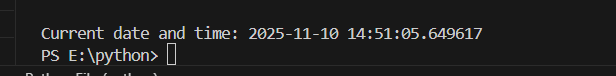 Current date and time: 2025-11-10 14:51:05.649617
PS E:\python>